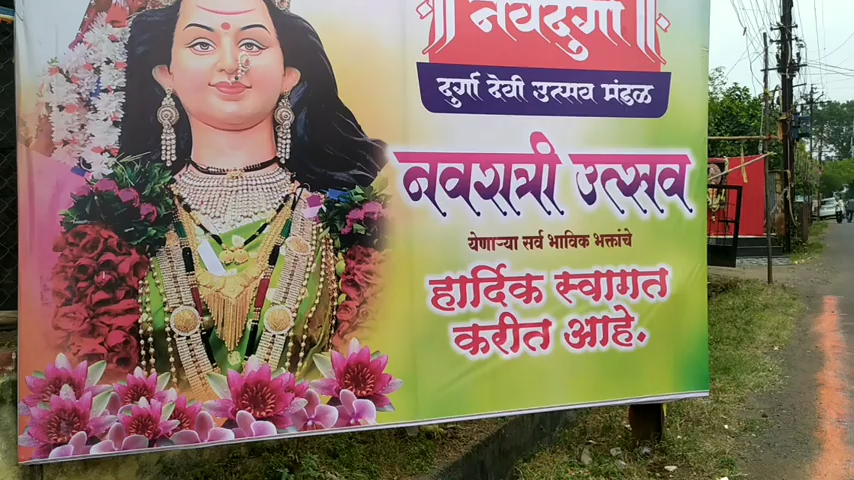 नवदुर्गा
दुर्गा देवी उत्सव मंडळ
नवरात्री उत्सव
येणाऱ्या सर्व भाविक भक्तांचे
हार्दिक स्वागत
करीत आहे.